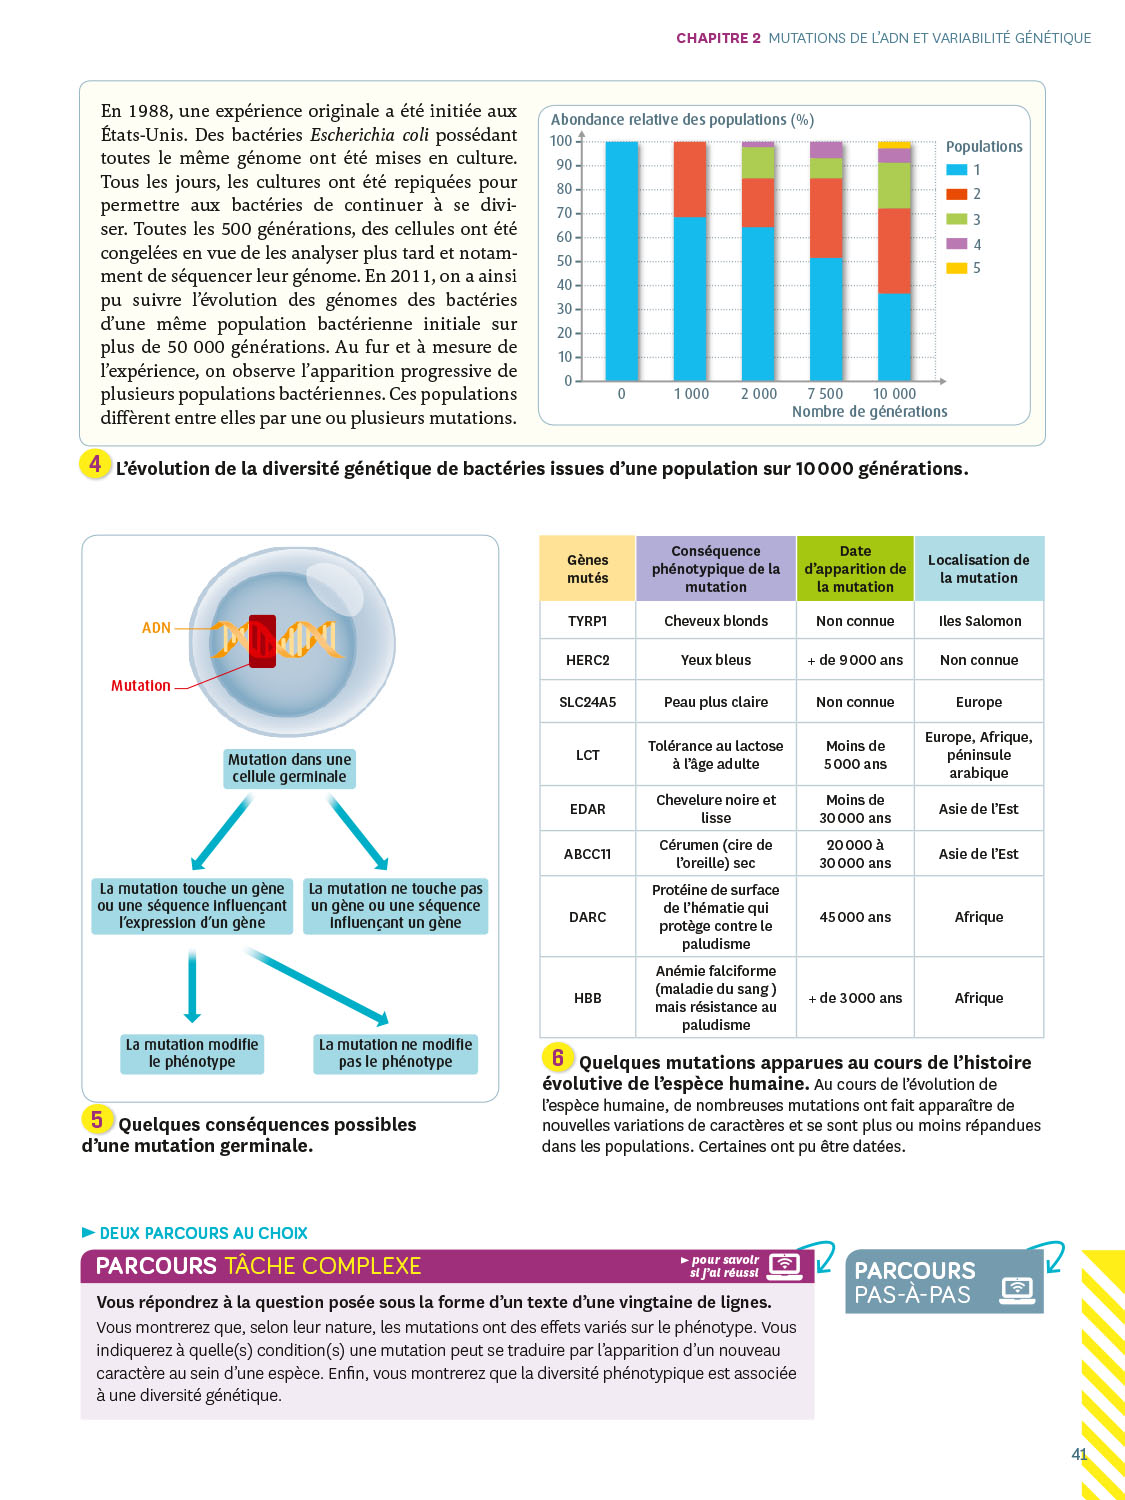 CHAPITRE 2 MUTATIONS DE L'ADN ET VARIABILITÉ GÉNÉTIQUE
En 1988, une expérience originale a été initiée aux
États-Unis. Des bactéries Escherichia coli possédant
toutes le même génome ont été mises en culture.
Tous les jours, les cultures ont été repiquées pour
permettre aux bactéries de continuer à se divi-
ser. Toutes les 500 générations, des cellules ont été
congelées en vue de les analyser plus tard et notam-
ment de séquencer leur génome. En 2011, on a ainsi
pu suivre l'évolution des génomes des bactéries
d'une même population bactérienne initiale sur
plus de 50 000 générations. Au fur et à mesure de
l'expérience, on observe l'apparition progressive de
plusieurs populations bactériennes. Ces populations
diffèrent entre elles par une ou plusieurs mutations.
Abondance relative des populations (%)
100
90
80
70
60
50
40
30
20
10
0
0 1 000 2 000 7 500 10 000
Nombre de générations
Populations
1
2
3
4
5
4 L'évolution de la diversité génétique de bactéries issues d'une population sur 10 000 générations.
ADN
Mutation
Mutation dans une
cellule germinale
La mutation touche un gène
ou une séquence influençant
l'expression d'un gène
La mutation ne touche pas
un gène ou une séquence
influençant un gène
La mutation modifie
le phénotype
La mutation ne modifie
pas le phénotype
5 Quelques conséquences possibles
d'une mutation germinale.
Gènes
mutés
Conséquence
phénotypique de la
mutation
Date
d'apparition de
la mutation
Localisation de
la mutation
TYRP1 Cheveux blonds Non connue Iles Salomon
HERC2 Yeux bleus + de 9 000 ans Non connue
SLC24A5 Peau plus claire Non connue Europe
LCT
Tolérance au lactose
à l'âge adulte
Moins de
5 000 ans
Europe, Afrique,
péninsule
arabique
EDAR
Chevelure noire et
lisse
Moins de
30 000 ans
Asie de l'Est
ABCC11
Cérumen (cire de
l'oreille) sec
20 000 à
30 000 ans
Asie de l'Est
DARC
Protéine de surface
de l'hématie qui
protège contre le
paludisme
45 000 ans
Afrique
HBB
Anémie falciforme
(maladie du sang )
mais résistance au
paludisme
+ de 3 000 ans
Afrique
6 Quelques mutations apparues au cours de l'histoire
évolutive de l'espèce humaine. Au cours de l'évolution de
l'espèce humaine, de nombreuses mutations ont fait apparaître de
nouvelles variations de caractères et se sont plus ou moins répandues
dans les populations. Certaines ont pu être datées.
► DEUX PARCOURS AU CHOIX
PARCOURS TÂCHE COMPLEXE
► pour savoir
si j'ai réussi
Vous répondrez à la question posée sous la forme d'un texte d'une vingtaine de lignes.
Vous montrerez que, selon leur nature, les mutations ont des effets variés sur le phénotype. Vous
indiquerez à quelle(s) condition(s) une mutation peut se traduire par l'apparition d'un nouveau
caractère au sein d'une espèce. Enfin, vous montrerez que la diversité phénotypique est associée
à une diversité génétique.
PARCOURS
PAS-À-PAS
41